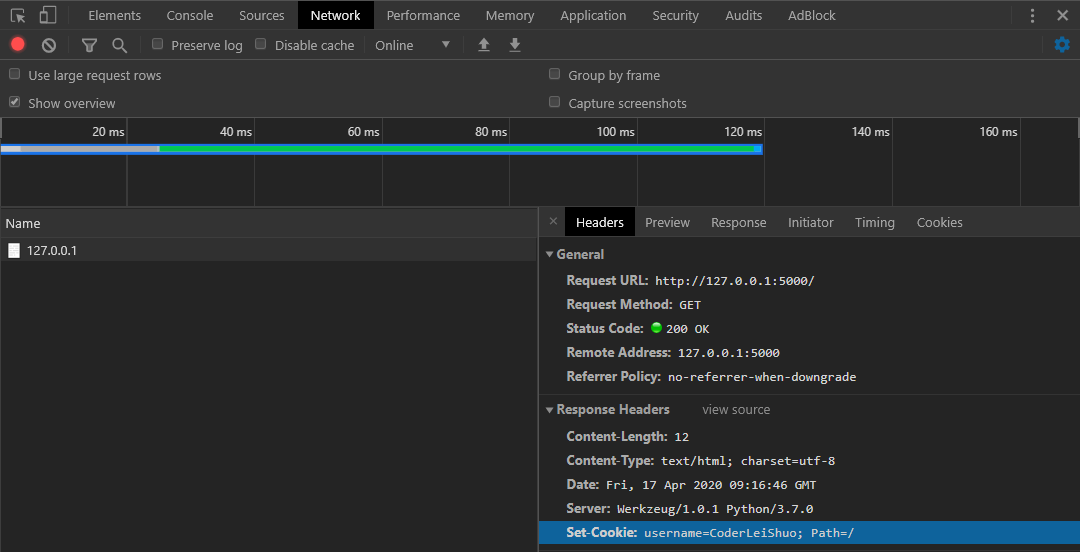 Elements Console Sources Network Performance Memory Application Security Audits AdBlock
Preserve log Disable cache Online
Use large request rows Group by frame
Show overview Capture screenshots
20 ms 40 ms 60 ms 80 ms 100 ms 120 ms 140 ms 160 ms
Name
127.0.0.1
Headers Preview Response Initiator Timing Cookies
General
Request URL: http://127.0.0.1:5000/
Request Method: GET
Status Code: 200 OK
Remote Address: 127.0.0.1:5000
Referrer Policy: no-referrer-when-downgrade
Response Headers view source
Content-Length: 12
Content-Type: text/html; charset=utf-8
Date: Fri, 17 Apr 2020 09:16:46 GMT
Server: Werkzeug/1.0.1 Python/3.7.0
Set-Cookie: username=CoderLeiShuo; Path=/